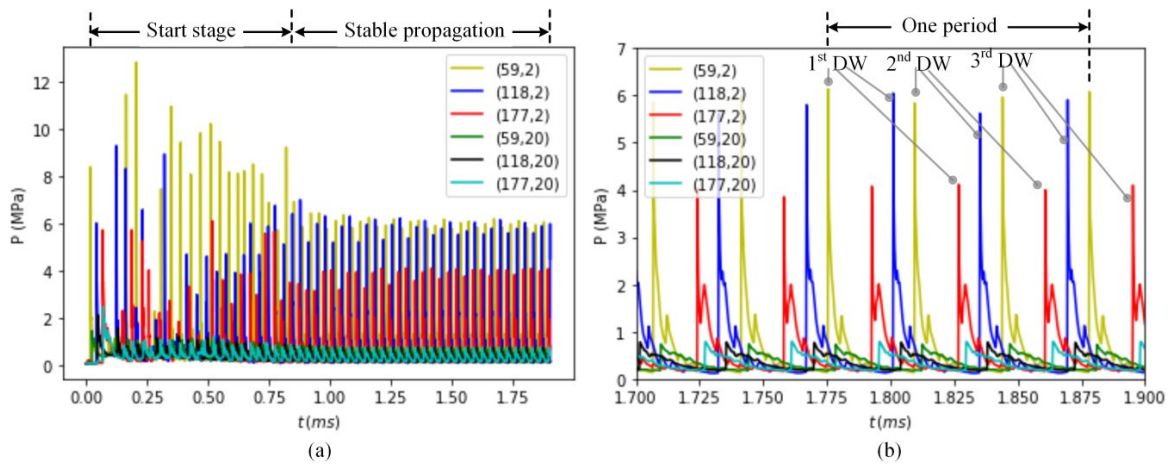 Start stage
Stable propagation
P (MPa)
12
10
8
6
4
2
0
(59,2)
(118,2)
(177,2)
(59,20)
(118,20)
(177,20)
0.00 0.25 0.50 0.75 1.00 1.25 1.50 1.75
t(ms)
(a)
One period
P (MPa)
7
6
5
4
3
2
1
0
(59,2)
(118,2)
(177,2)
(59,20)
(118,20)
(177,20)
1st DW 2nd DW 3rd DW
1.700 1.725 1.750 1.775 1.800 1.825 1.850 1.875 1.900
t(ms)
(b)